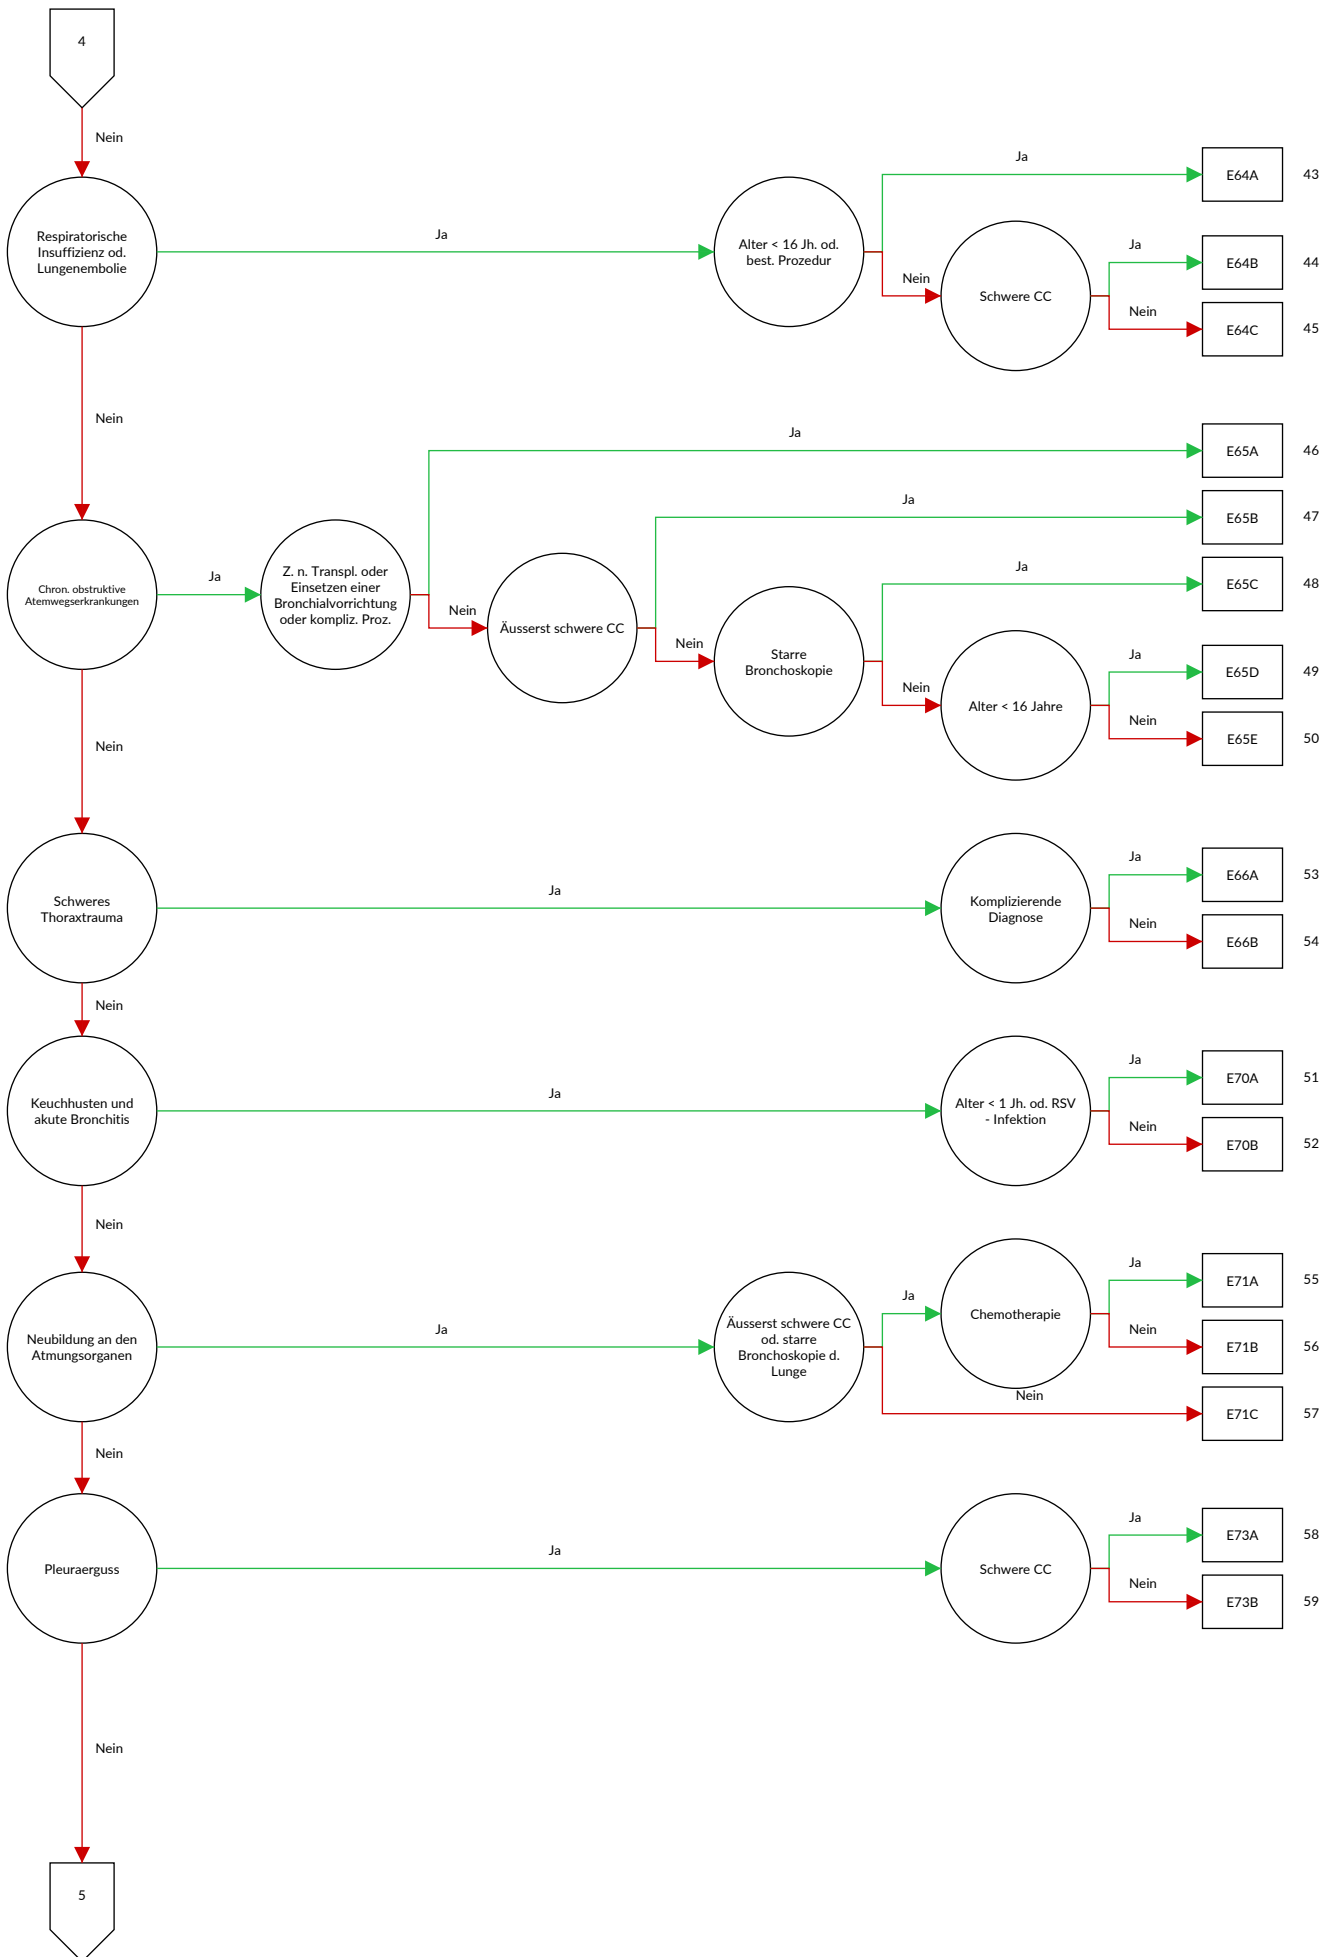 4
Nein
Respiratorische
Insuffizienz od.
Lungenembolie
Ja
Alter < 16 Jh. od.
best. Prozedur
Ja
E64A
43
Nein
Schwere CC
Ja
E64B
44
Nein
E64C
45
Nein
Chron. obstruktive
Atemwegserkrankungen
Ja
Z. n. Transpl. oder
Einsetzen einer
Bronchialvorrichtung
oder kompliz. Proz.
Ja
E65A
46
Nein
Äusserst schwere CC
Ja
E65B
47
Nein
Starre
Bronchoskopie
Ja
E65C
48
Nein
Alter < 16 Jahre
Ja
E65D
49
Nein
E65E
50
Nein
Schweres
Thoraxtrauma
Ja
Komplizierende
Diagnose
Ja
E66A
53
Nein
E66B
54
Nein
Keuchhusten und
akute Bronchitis
Ja
Alter < 1 Jh. od. RSV
- Infektion
Ja
E70A
51
Nein
E70B
52
Nein
Neubildung an den
Atmungsorganen
Ja
Äusserst schwere CC
od. starre
Bronchoskopie d.
Lunge
Ja
Chemotherapie
Ja
E71A
55
Nein
E71B
56
Nein
E71C
57
Nein
Pleuraerguss
Ja
Schwere CC
Ja
E73A
58
Nein
E73B
59
Nein
5